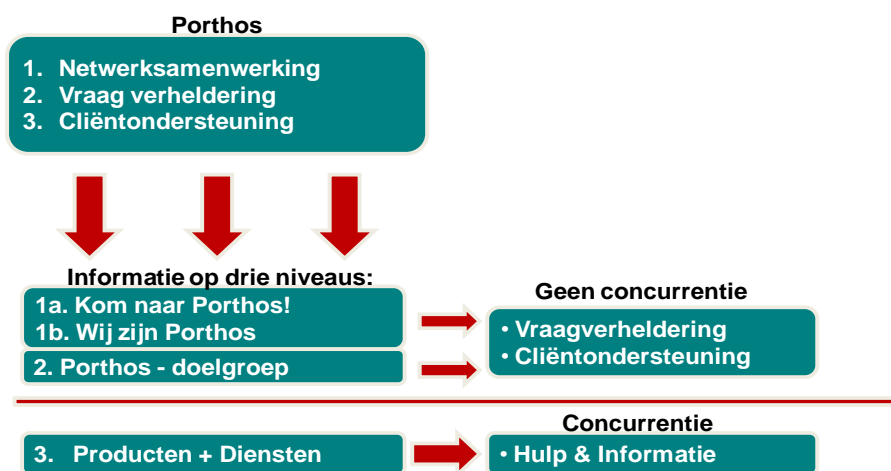 Porthos
1. Netwerksamenwerking
2. Vraag verheldering
3. Cliëntondersteuning
Informatie op drie niveaus:
1a. Kom naar Porthos!
1b. Wij zijn Porthos
2. Porthos - doelgroep
Geen concurrentie
• Vraagverheldering
• Cliëntondersteuning
Concurrentie
3. Producten + Diensten
• Hulp & Informatie